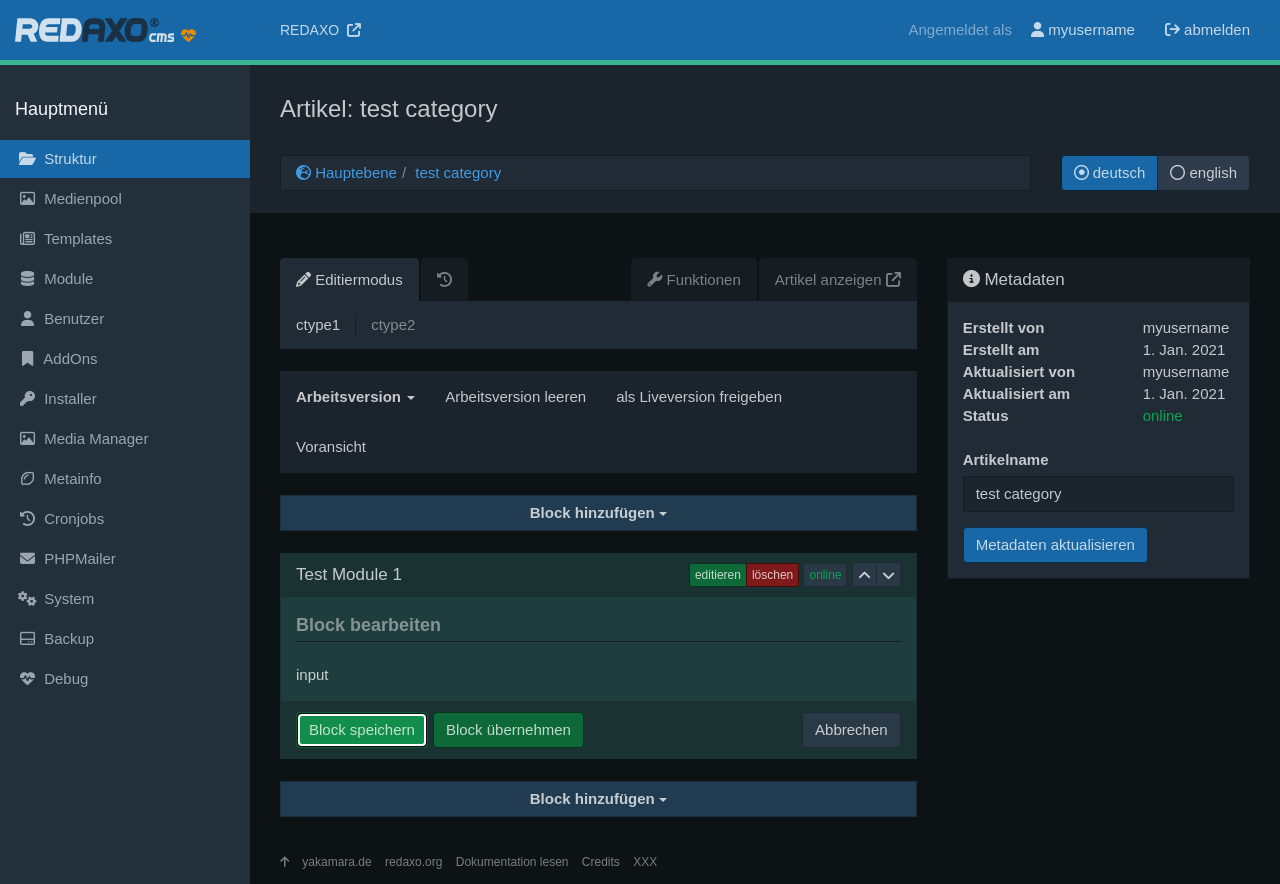 REDAXO® cms
REDAXO
Angemeldet als myusername abmelden
Hauptmenü
Struktur
Medienpool
Templates
Module
Benutzer
AddOns
Installer
Media Manager
Metainfo
Cronjobs
PHPMailer
System
Backup
Debug
Artikel: test category
Hauptebene / test category
deutsch english
Editiermodus
Funktionen Artikel anzeigen
ctype1 ctype2
Arbeitsversion Arbeitsversion leeren als Liveversion freigeben
Voransicht
Block hinzufügen
Test Module 1 editieren löschen online
Block bearbeiten
input
Block speichern Block übernehmen Abbrechen
Block hinzufügen
Metadaten
Erstellt von myusername
Erstellt am 1. Jan. 2021
Aktualisiert von myusername
Aktualisiert am 1. Jan. 2021
Status online
Artikelname
test category
Metadaten aktualisieren
yakamara.de redaxo.org Dokumentation lesen Credits XXX